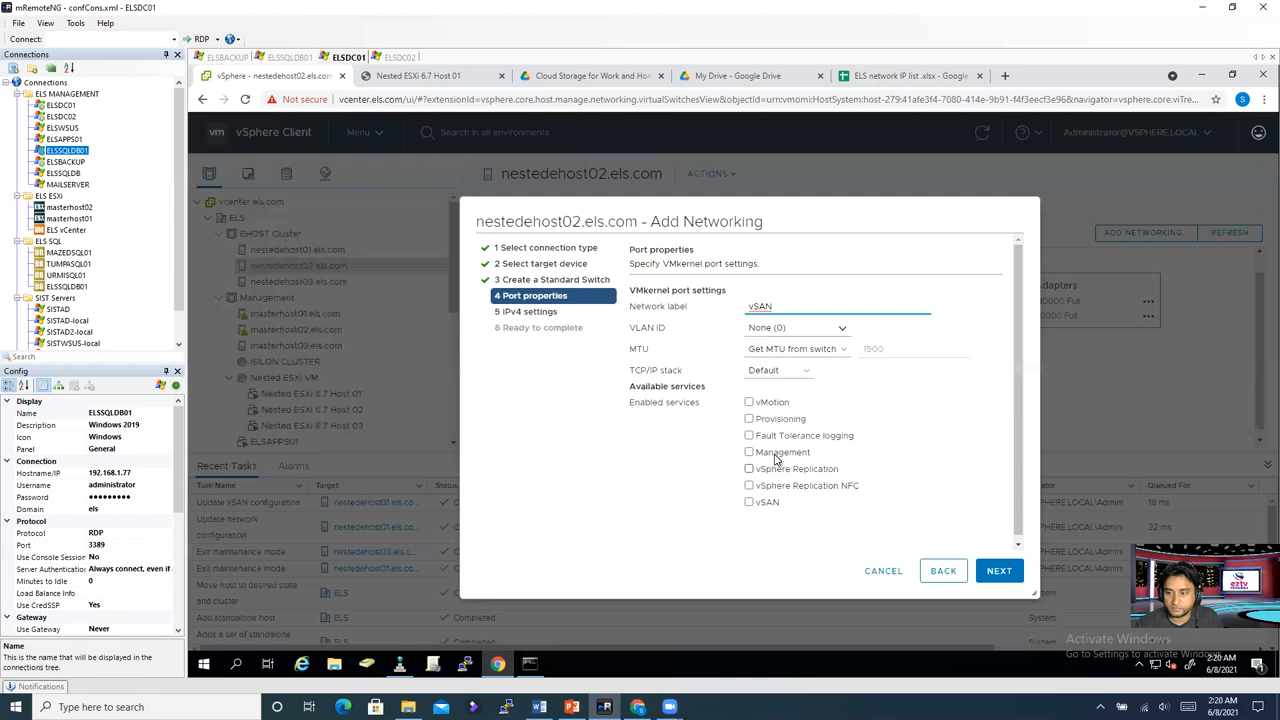 mRemoteNG - confCons.xml - ELSDC01
File View Tools Help
Connect: RDP
Connections
ELSBACKUP ELSSQLDB01 ELSDC01 ELSDC02
Connections
ELS MANAGEMENT
ELSDC01
ELSDC02
ELSWSUS
ELSAPPS01
ELSSQLDB01
ELSBACKUP
ELSSQLDB
MAILSERVER
ELS ESXi
masterhost02
masterhost01
ELS vCenter
ELS SQL
MAZEDSQL01
TUMPASQL01
URMISQL01
ELSDB01
SIST Servers
SISTAD
SISTAD-local
SISTAD2-local
SISTWSUS-local
Search
Config
Display
Name ELSSQLDB01
Description Windows 2019
Icon Windows
Panel General
Connection
Hostname/IP 192.168.1.77
Username administrator
Password ●●●●●●●●●
Domain els
Protocol
Protocol RDP
Port 3389
Use Console Session No
Server Authentication Always connect, even if
Minutes to Idle 0
Load Balance Info
Use CredSSP Yes
Gateway
Use Gateway Never
Name
This is the name that will be displayed in the connections tree.
Notifications
vSphere - nestedehost02.els.com Nested ESXi 6.7 Host 01 Cloud Storage for Work and Hom My Drive - Google Drive ELS network IP list.xlsx - Google
Not secure vcenter.els.com/ui/#?extensionId=vsphere.core.host.manage.networking.virtualSwitchesView&objectId=urn:vmomi:HostSystem:host-279:41afe3f4-7080-414e-9b91-f4f3eecf3e96&navigator=vsphere.core.viTre...
vm vSphere Client Menu Search in all environments Administrator@VSPHERE.LOCAL
nestedehost02.els.com ACTIONS
vcenter.els.com
ELS
EHOST Cluster
nestedehost01.els.com
nestedehost02.els.com
nestedehost03.els.com
Management
masterhost01.els.com
masterhost02.els.com
masterhost03.els.com
ISILON CLUSTER
Nested ESXi VM
Nested ESXi 6.7 Host 01
Nested ESXi 6.7 Host 02
Nested ESXi 6.7 Host 03
ELSAPPS01
ADD NETWORKING... REFRESH
nestedehost02.els.com - Add Networking
1 Select connection type
2 Select target device
3 Create a Standard Switch
4 Port properties
5 IPv4 settings
6 Ready to complete
Port properties
Specify VMkernel port settings.
VMkernel port settings
Network label vSAN
VLAN ID None (0)
MTU Get MTU from switch 1500
TCP/IP stack Default
Available services
Enabled services vMotion
Provisioning
Fault Tolerance logging
Management
vSphere Replication
vSphere Replication NFC
vSAN
CANCEL BACK NEXT
Recent Tasks Alarms
Task Name Target Status Queued For
Update vSAN configuration nestedehost01.els.co... 18 ms
Update network configuration nestedehost01.els.co... 32 ms
Exit maintenance mode nestedehost03.els.c...
Exit maintenance mode nestedehost01.els.co...
Move host to desired state and cluster ELS
Add standalone host ELS Completed System
Adds a set of standalone
eztv
Activate Windows
Go to Settings to activate Windows.
2:20 AM
6/8/2021
Type here to search
2:20 AM
6/8/2021